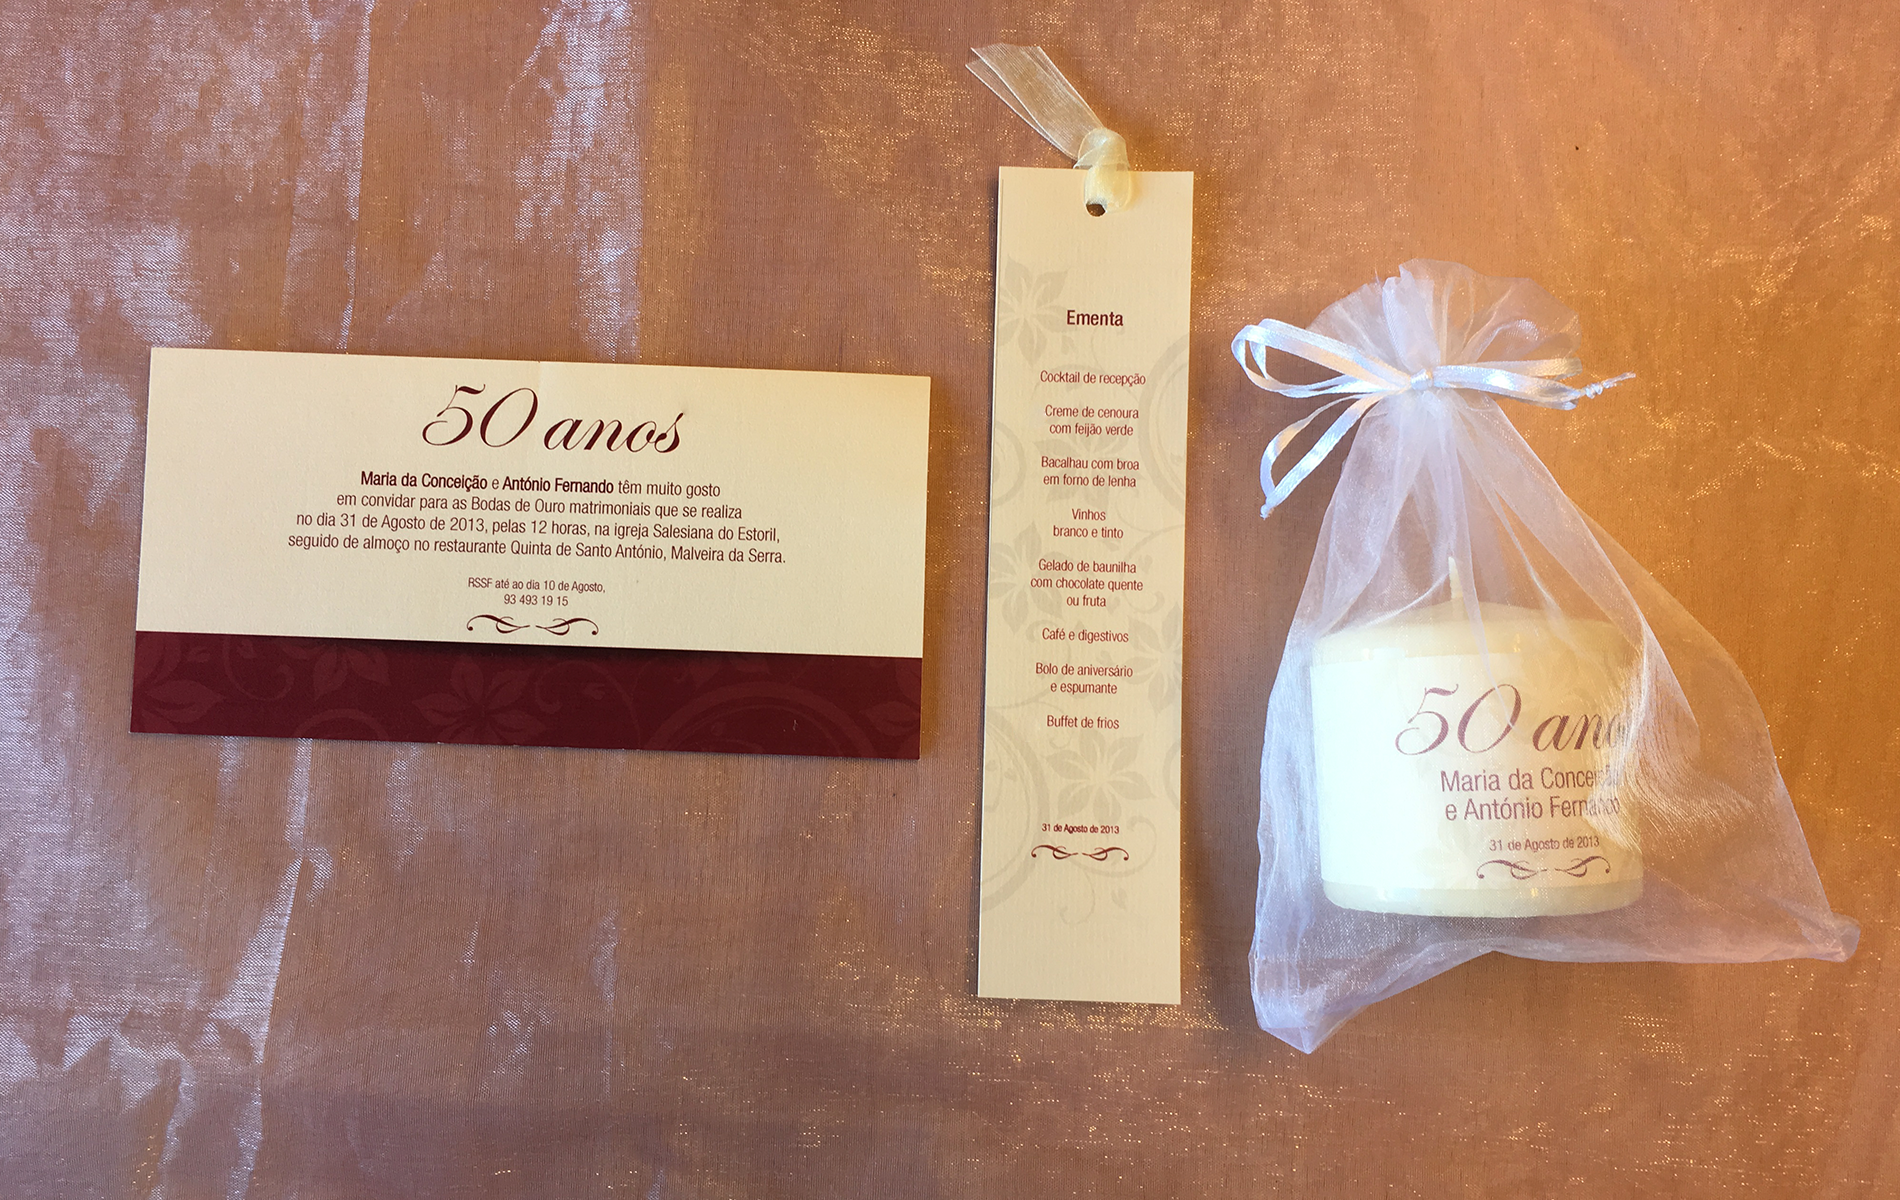 50 anos
Maria da Conceição e António Fernando têm muito gosto
em convidar para as Bodas de Ouro matrimoniais que se realiza
no dia 31 de Agosto de 2013, pelas 12 horas, na igreja Salesiana do Estoril,
seguido de almoço no restaurante Quinta de Santo António, Malveira da Serra.
RSSF até ao dia 10 de Agosto,
93 493 19 15
Ementa
Cocktail de recepção
Creme de cenoura
com feijão verde
Bacalhau com broa
em forno de lenha
Vinhos
branco e tinto
Gelado de baunilha
com chocolate quente
ou fruta
Café e digestivos
Bolo de aniversário
e espumante
Buffet de frios
31 de Agosto de 2013
50 anos
Maria da Conceição
e António Fernando
31 de Agosto de 2013